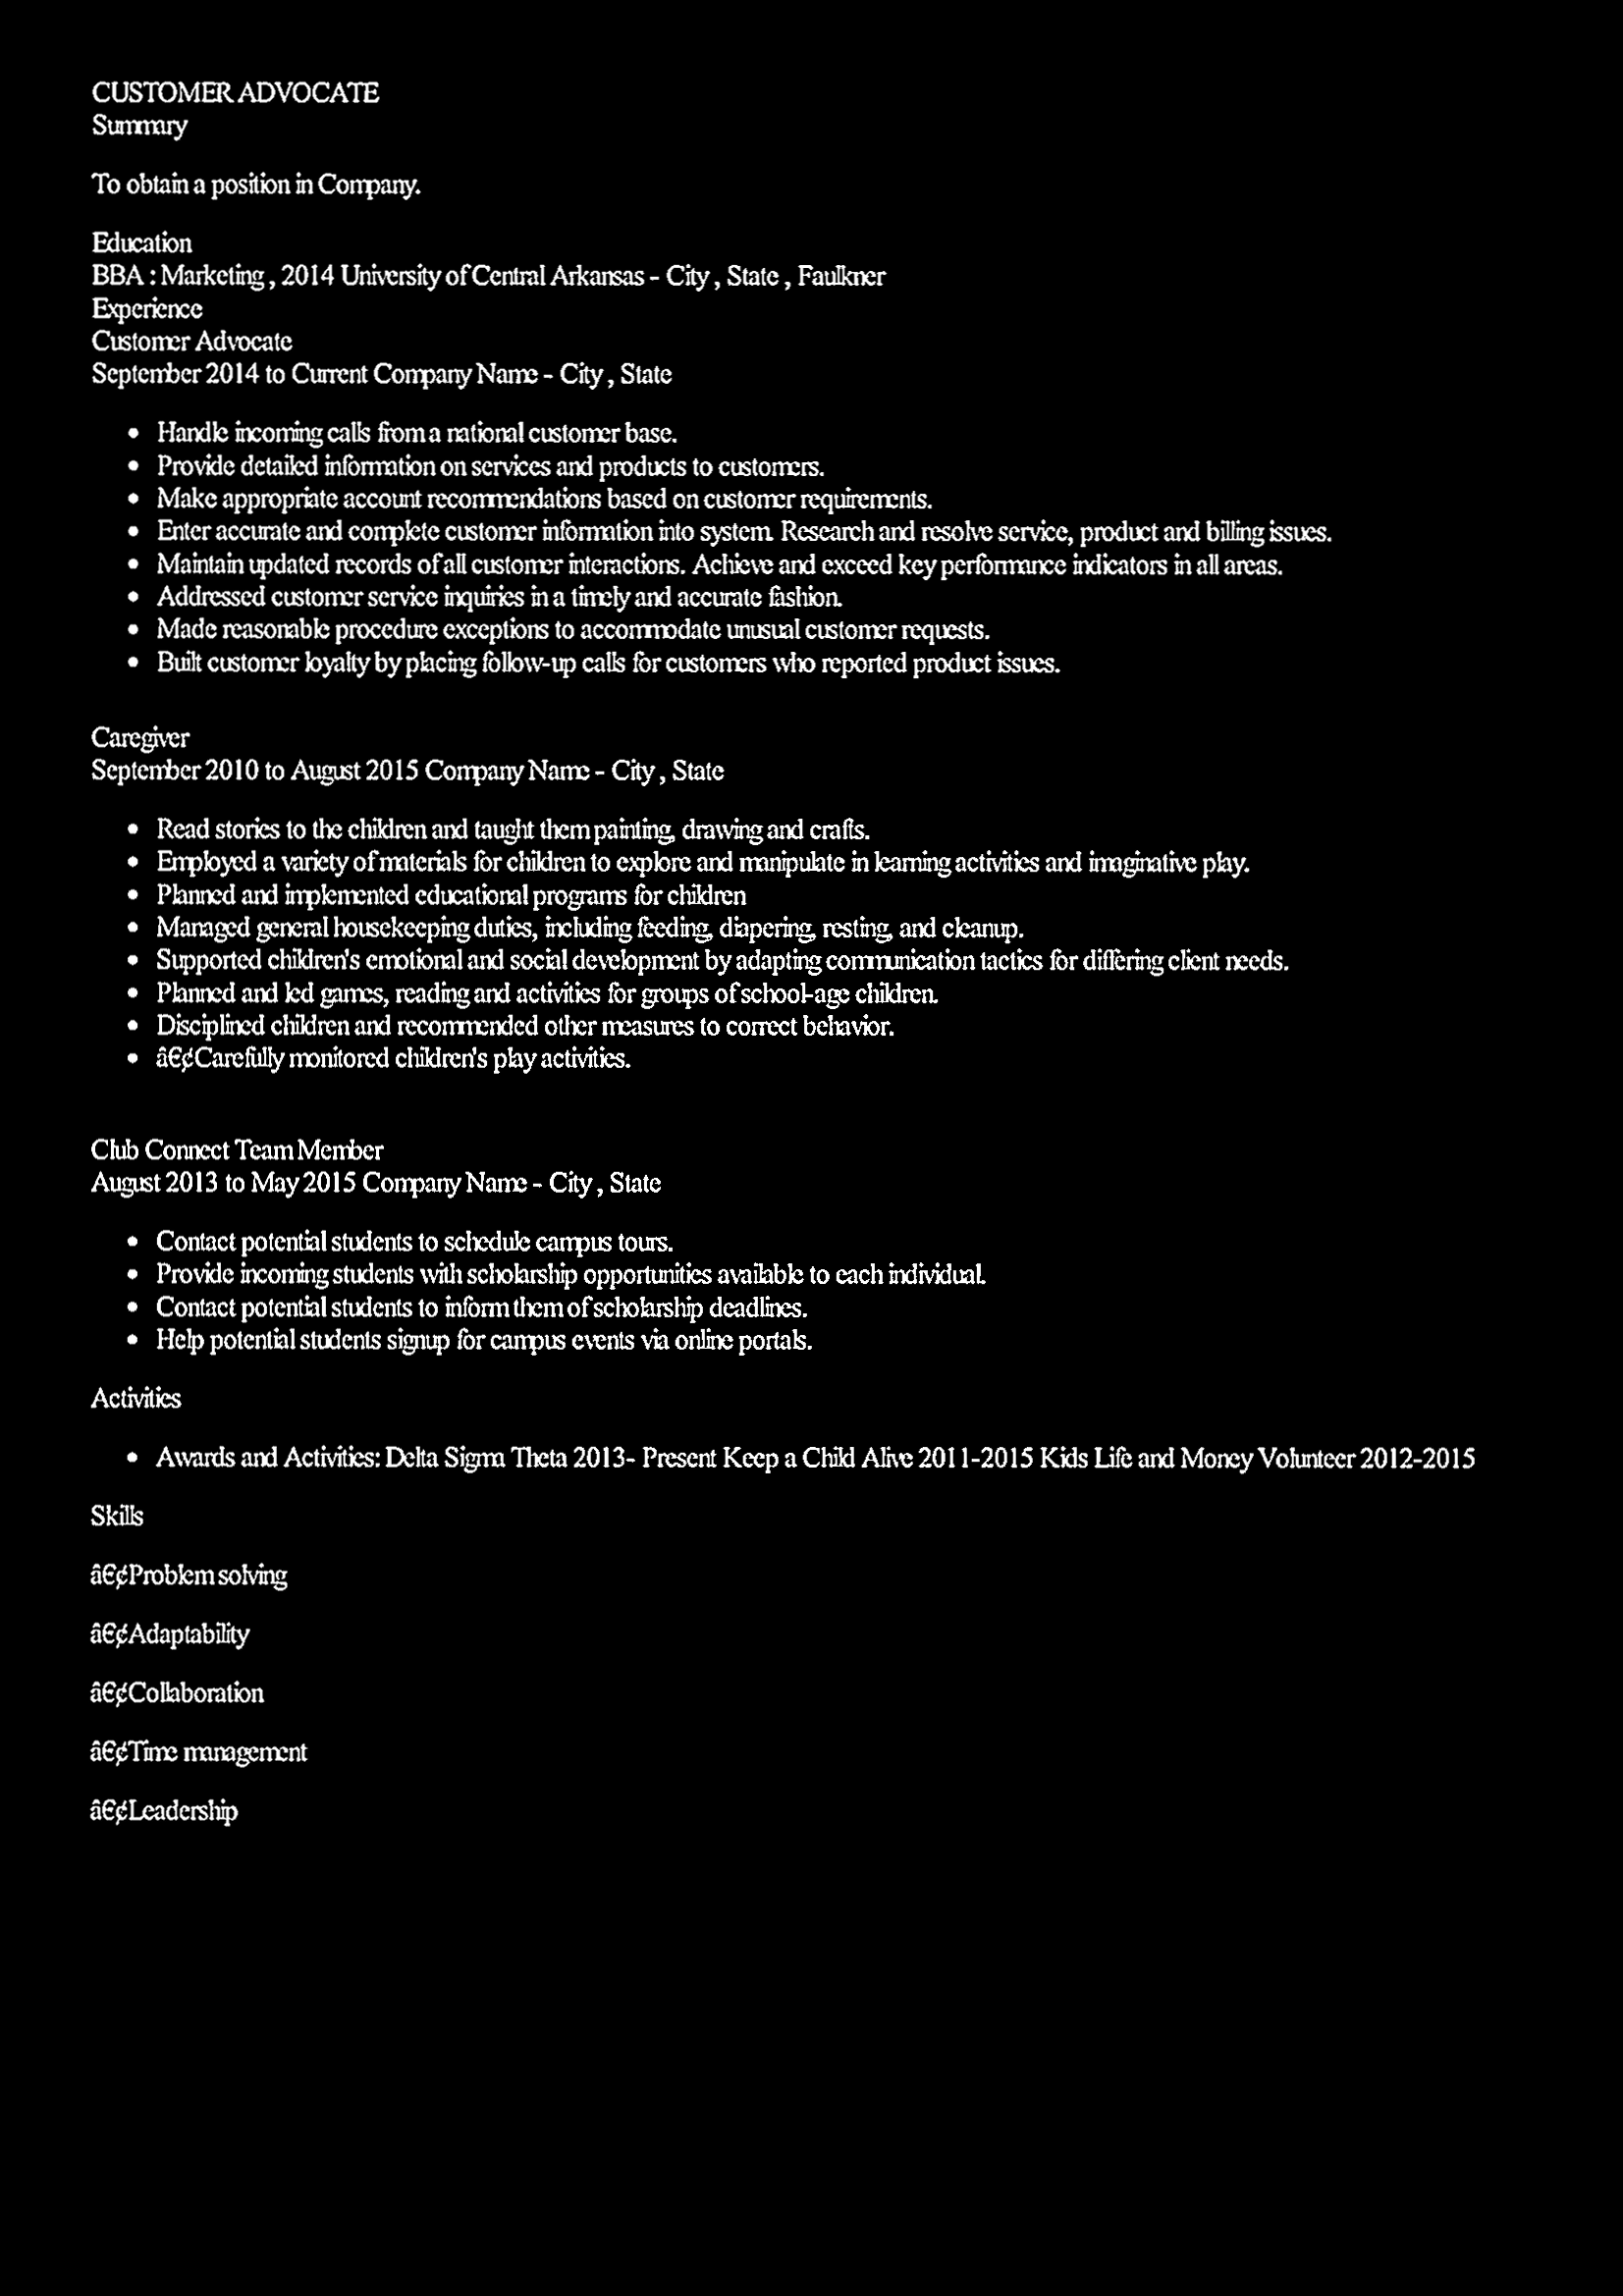 CUSTOMER ADVOCATE
Summary
To obtain a position in Company.
Education
BBA : Marketing , 2014 University of Central Arkansas - City , State , Faulkner
Experience
Customer Advocate
September 2014 to Current Company Name - City , State
• Handle incoming calls from a national customer base.
• Provide detailed information on services and products to customers.
• Make appropriate account recommendations based on customer requirements.
• Enter accurate and complete customer information into system. Research and resolve service, product and billing issues.
• Maintain updated records of all customer interactions. Achieve and exceed key performance indicators in all areas.
• Addressed customer service inquiries in a timely and accurate fashion.
• Made reasonable procedure exceptions to accommodate unusual customer requests.
• Built customer loyalty by placing follow-up calls for customers who reported product issues.
Caregiver
September 2010 to August 2015 Company Name - City , State
• Read stories to the children and taught them painting, drawing and crafts.
• Employed a variety of materials for children to explore and manipulate in learning activities and imaginative play.
• Planned and implemented educational programs for children
• Managed general housekeeping duties, including feeding, diapering, resting, and cleanup.
• Supported children's emotional and social development by adapting communication tactics for differing client needs.
• Planned and led games, reading and activities for groups of school-age children.
• Disciplined children and recommended other measures to correct behavior.
• â€¢Carefully monitored children's play activities.
Club Connect Team Member
August 2013 to May 2015 Company Name - City , State
• Contact potential students to schedule campus tours.
• Provide incoming students with scholarship opportunities available to each individual.
• Contact potential students to inform them of scholarship deadlines.
• Help potential students signup for campus events via online portals.
Activities
• Awards and Activities: Delta Sigma Theta 2013- Present Keep a Child Alive 2011-2015 Kids Life and Money Volunteer 2012-2015
Skills
â€¢Problem solving
â€¢Adaptability
â€¢Collaboration
â€¢Time management
â€¢Leadership